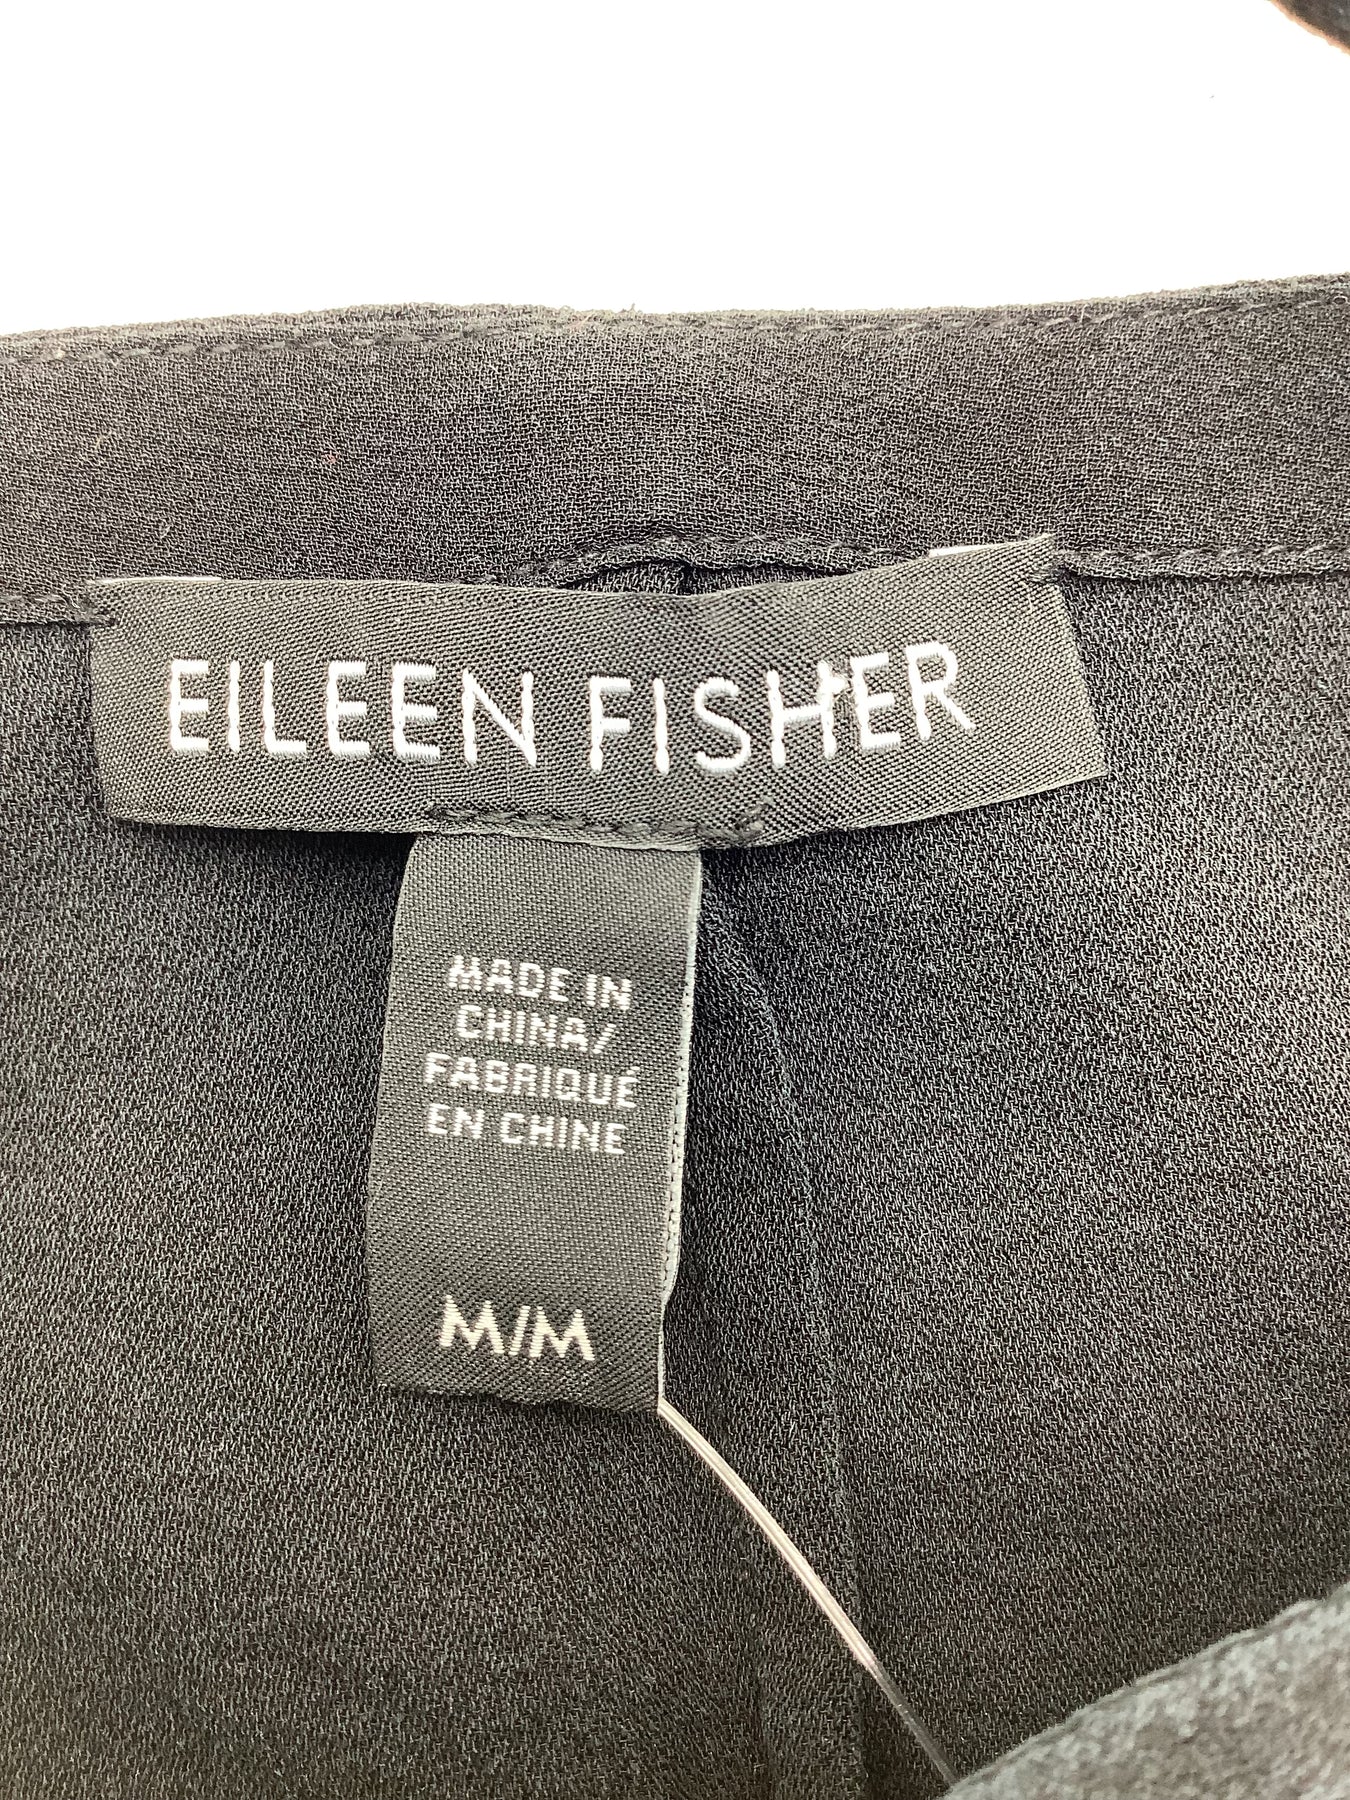 EILEEN FISHER
MADE IN
CHINA/
FABRIQUÉ
EN CHINE
M/M